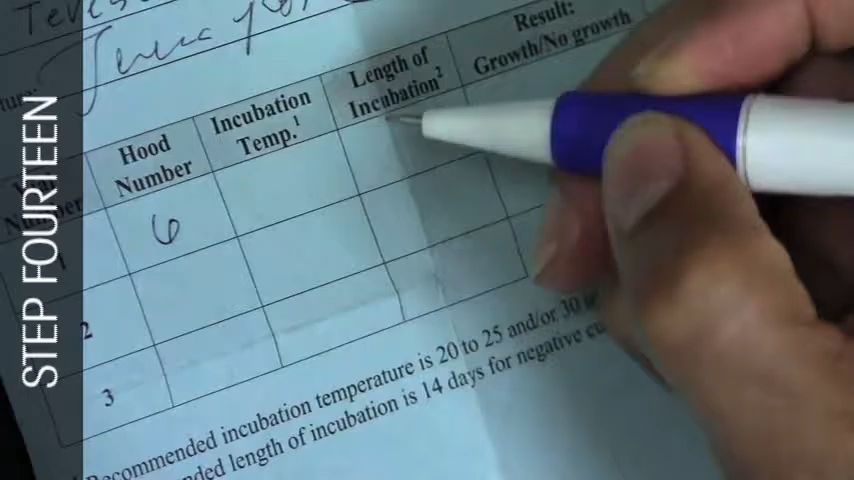 STEP FOURTEEN
Length of Incubation²
Result: Growth/No growth
Incubation Temp.¹
Hood Number
1
6
2
3
Recommended incubation temperature is 20 to 25 and/or 30
length of incubation is 14 days for negative